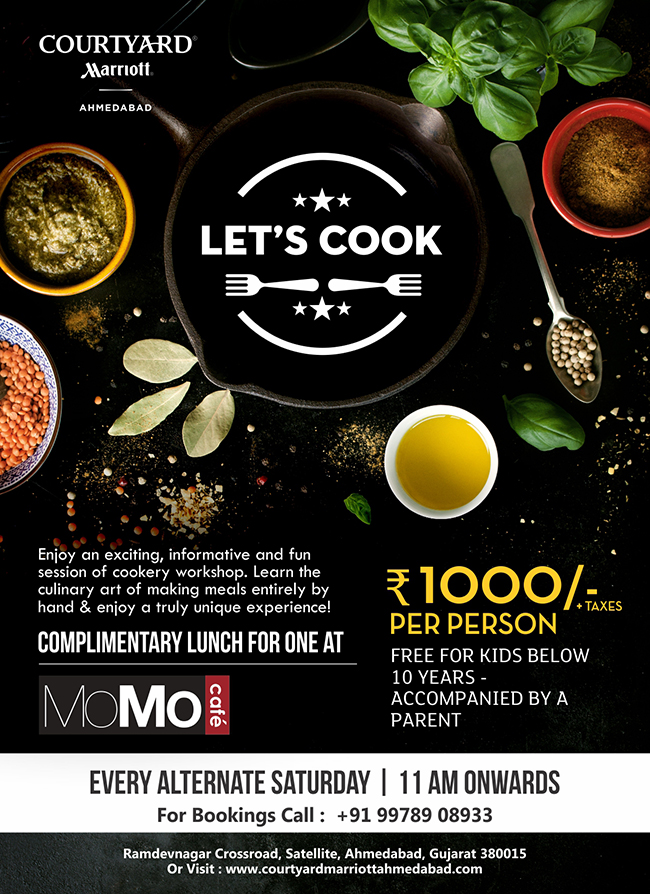 COURTYARD®
Marriott®
AHMEDABAD
LET'S COOK
Enjoy an exciting, informative and fun
session of cookery workshop. Learn the
culinary art of making meals entirely by
hand & enjoy a truly unique experience!
COMPLIMENTARY LUNCH FOR ONE AT
MoMo café
₹ 1000/- + TAXES
PER PERSON
FREE FOR KIDS BELOW
10 YEARS -
ACCOMPANIED BY A
PARENT
EVERY ALTERNATE SATURDAY | 11 AM ONWARDS
For Bookings Call : +91 99789 08933
Ramdevnagar Crossroad, Satellite, Ahmedabad, Gujarat 380015
Or Visit : www.courtyardmarriottahmedabad.com